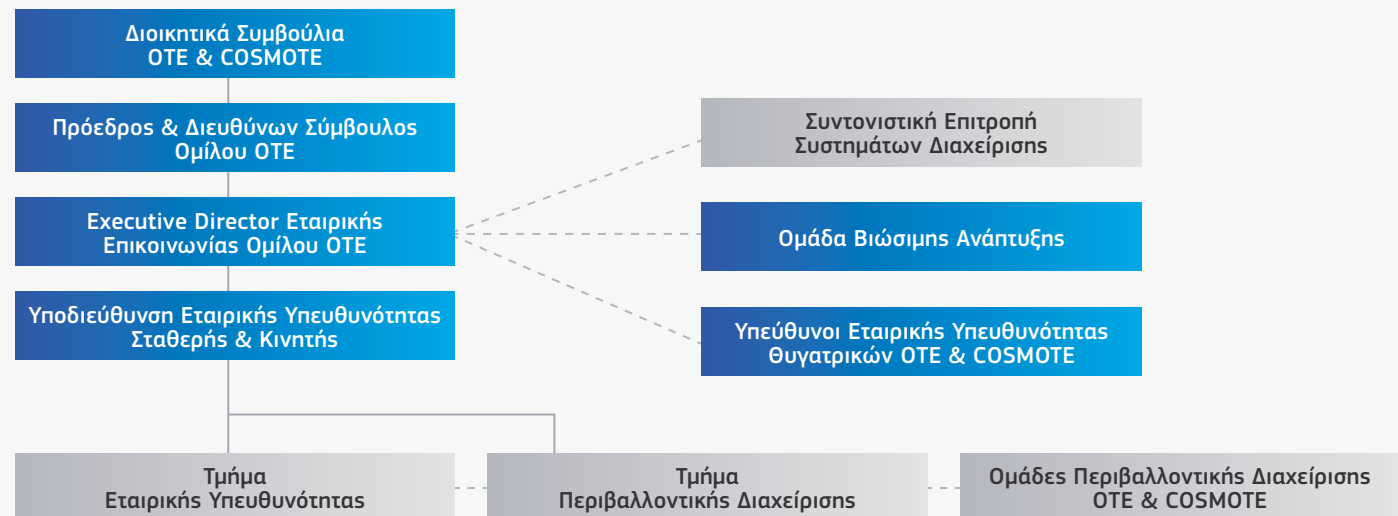 Διοικητικά Συμβούλια
ΟΤΕ & COSMOTE
Πρόεδρος & Διευθύνων Σύμβουλος
Ομίλου ΟΤΕ
Executive Director Εταιρικής
Επικοινωνίας Ομίλου ΟΤΕ
Υποδιεύθυνση Εταιρικής Υπευθυνότητας
Σταθερής & Κινητής
Συντονιστική Επιτροπή
Συστημάτων Διαχείρισης
Ομάδα Βιώσιμης Ανάπτυξης
Υπεύθυνοι Εταιρικής Υπευθυνότητας
Θυγατρικών ΟΤΕ & COSMOTE
Τμήμα
Εταιρικής Υπευθυνότητας
Τμήμα
Περιβαλλοντικής Διαχείρισης
Ομάδες Περιβαλλοντικής Διαχείρισης
ΟΤΕ & COSMOTE